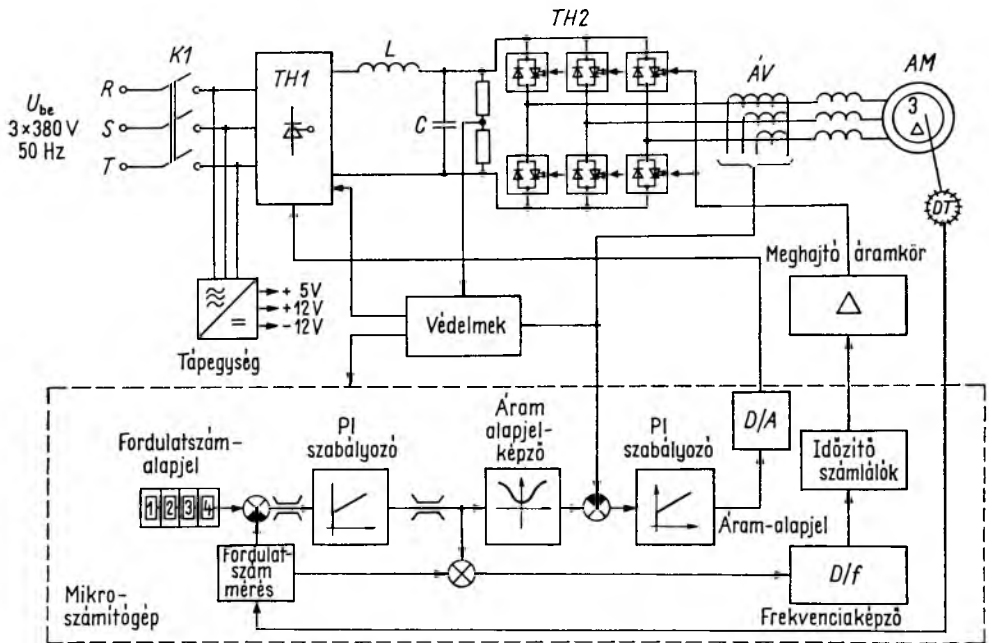 K1
TH1
L
TH2
ÁV
AM
R
S
T
U be
3×380 V
50 Hz
C
3
△
DT
+ 5V
+12V
-12V
Tápegység
Védelmek
Meghajtó áramkör
△
Mikro-
számítógép
Fordulatszám-
alapjel
1 2 3 4
PI
szabályozó
Áram
alapjel-
képző
PI
szabályozó
D/A
Időzítő
számlálók
Áram-alapjel
Fordulat-
szám
mérés
D/f
Frekvenciaképző